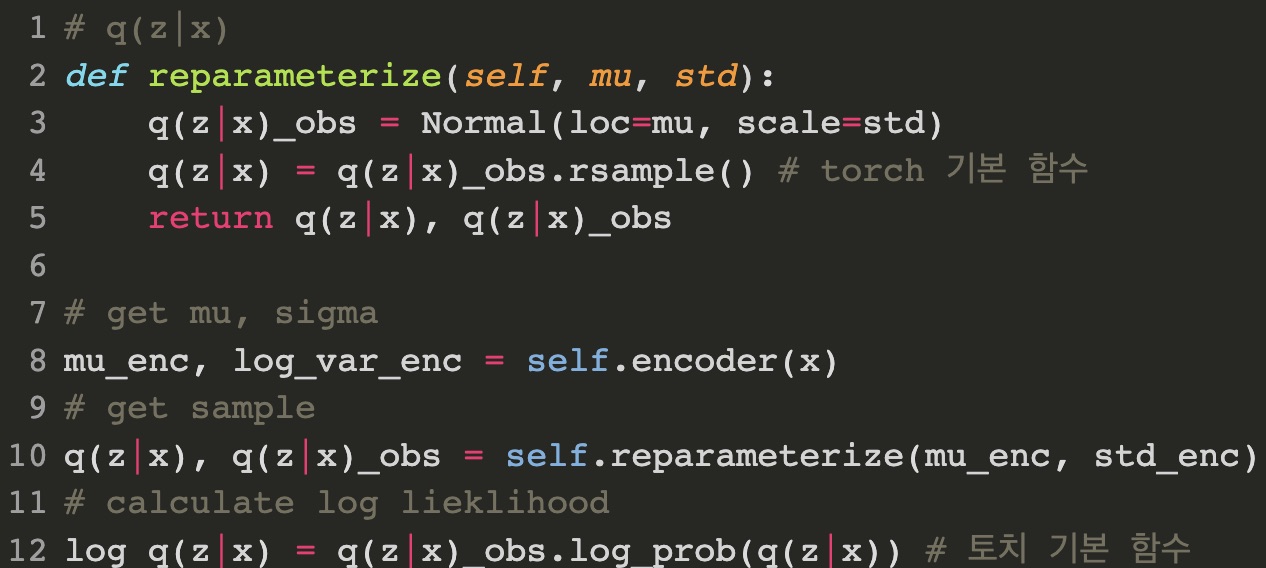 1 # q(z|x)
2 def reparameterize(self, mu, std):
3     q(z|x)_obs = Normal(loc=mu, scale=std)
4     q(z|x) = q(z|x)_obs.rsample() # torch 기본 함수
5     return q(z|x), q(z|x)_obs
6
7 # get mu, sigma
8 mu_enc, log_var_enc = self.encoder(x)
9 # get sample
10 q(z|x), q(z|x)_obs = self.reparameterize(mu_enc, std_enc)
11 # calculate log lieklihood
12 log_q(z|x) = q(z|x)_obs.log_prob(q(z|x)) # 토치 기본 함수